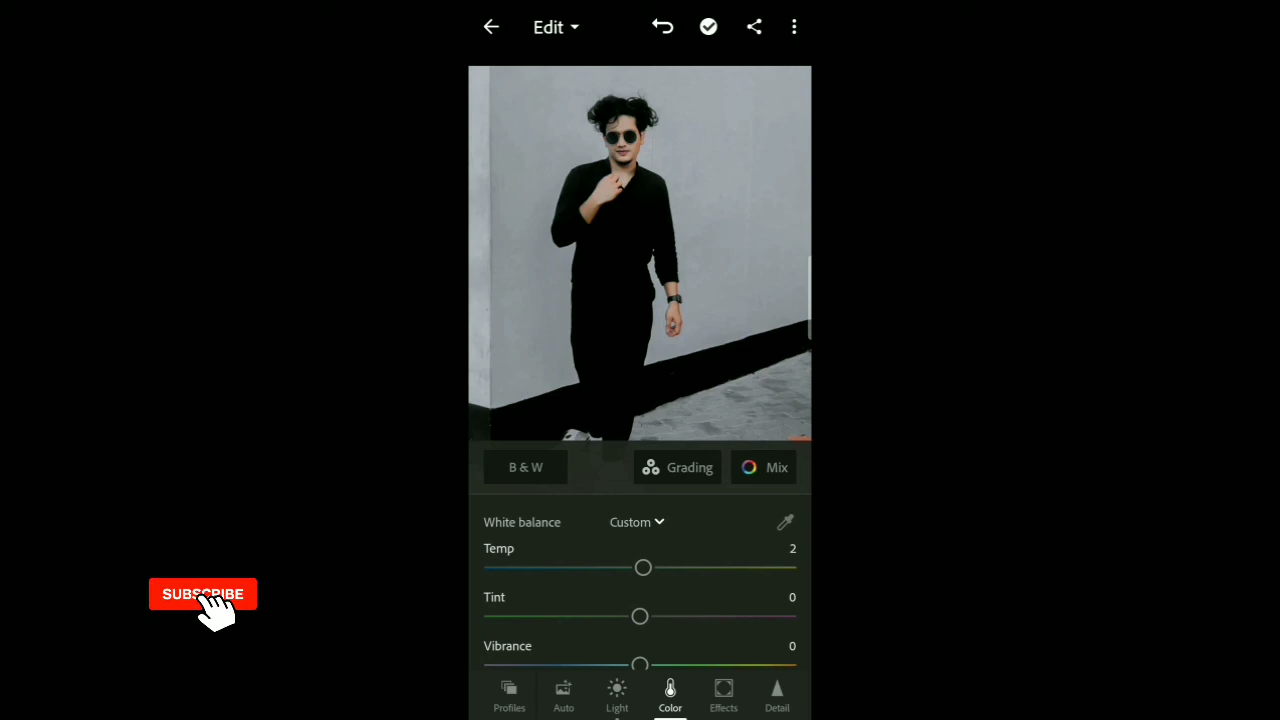 Edit
B & W
Grading
Mix
White balance
Custom
Temp
2
Tint
0
Vibrance
0
SUBSCRIBE
Profiles
Auto
Light
Color
Effects
Detail